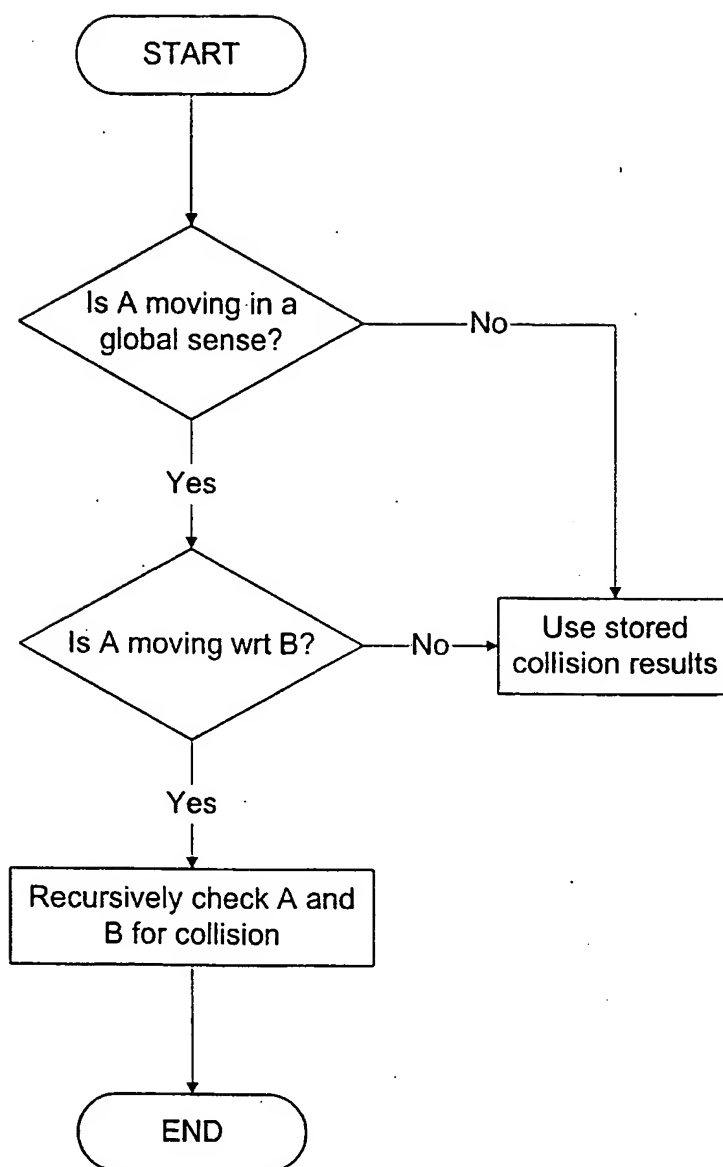 START
Is A moving in a
global sense?
No
Yes
Is A moving wrt B?
No
Use stored
collision results
Yes
Recursively check A and
B for collision
END